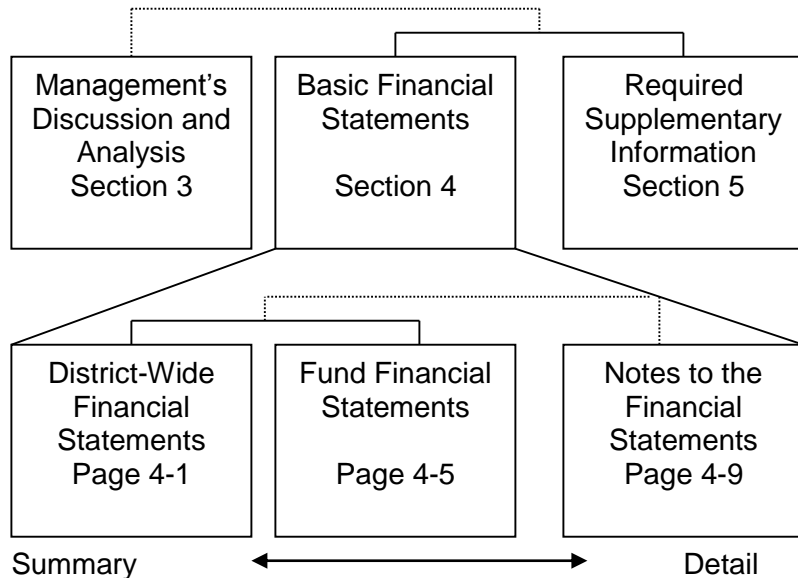 Management’s
Discussion and
Analysis
Section 3
Basic Financial
Statements
Section 4
Required
Supplementary
Information
Section 5
District-Wide
Financial
Statements
Page 4-1
Fund Financial
Statements
Page 4-5
Notes to the
Financial
Statements
Page 4-9
Summary
Detail